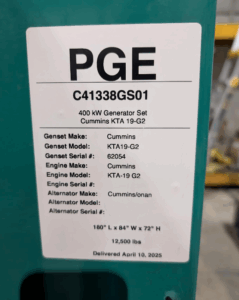 PGE
C41338GS01
400 kW Generator Set
Cummins KTA 19-G2
Genset Make: Cummins
Genset Model: KTA19-G2
Genset Serial #: 62054
Engine Make: Cummins
Engine Model: KTA-19 G2
Engine Serial #:
Alternator Make: Cummins/onan
Alternator Model:
Alternator Serial #:
180" L x 84" W x 72" H
12,500 lbs
Delivered April 10, 2025